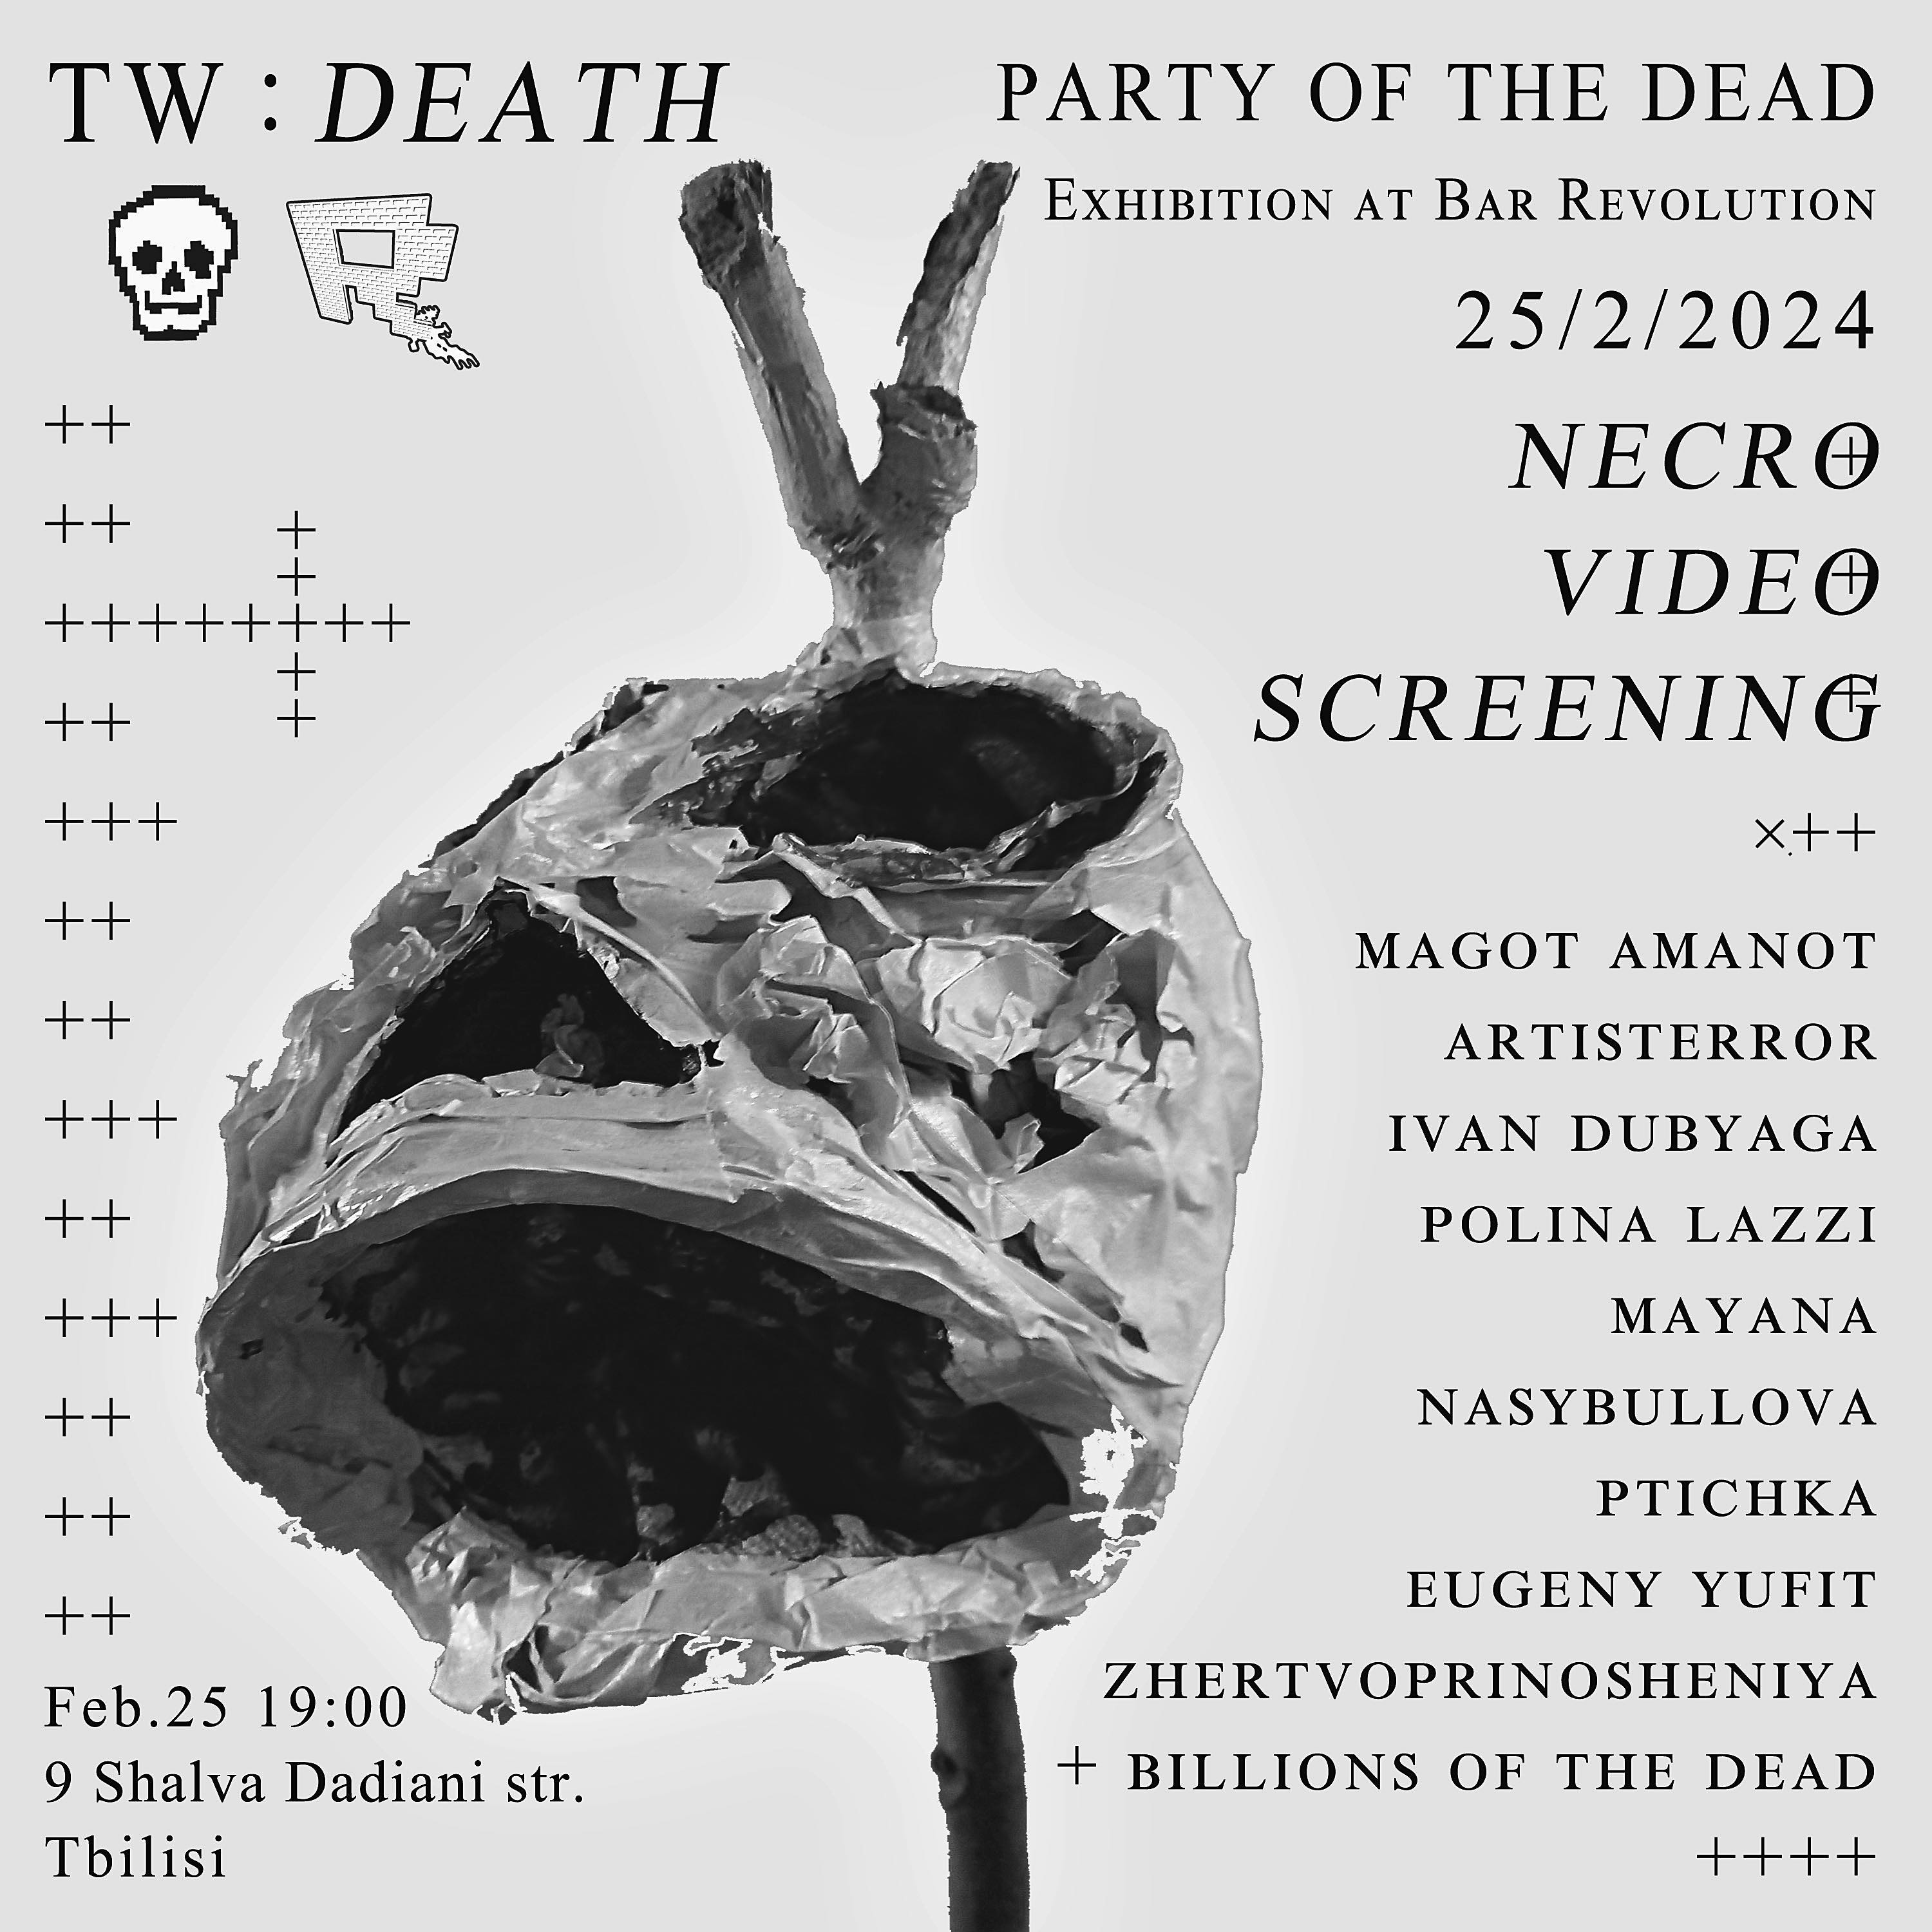 TW : DEATH
PARTY OF THE DEAD
EXHIBITION AT BAR REVOLUTION
25/2/2024
NECRO
VIDEO
SCREENING
×++
MAGOT AMANOT
ARTISTERROR
IVAN DUBYAGA
POLINA LAZZI
MAYANA
NASYBULLOVA
PTICHKA
EUGENY YUFIT
ZHERTVOPRINOSHENIYA
+ BILLIONS OF THE DEAD
++++
++
++
+
+
++++++++
+
++
+
+++
++
++
+++
++
+++
++
++
++
Feb.25 19:00
9 Shalva Dadiani str.
Tbilisi